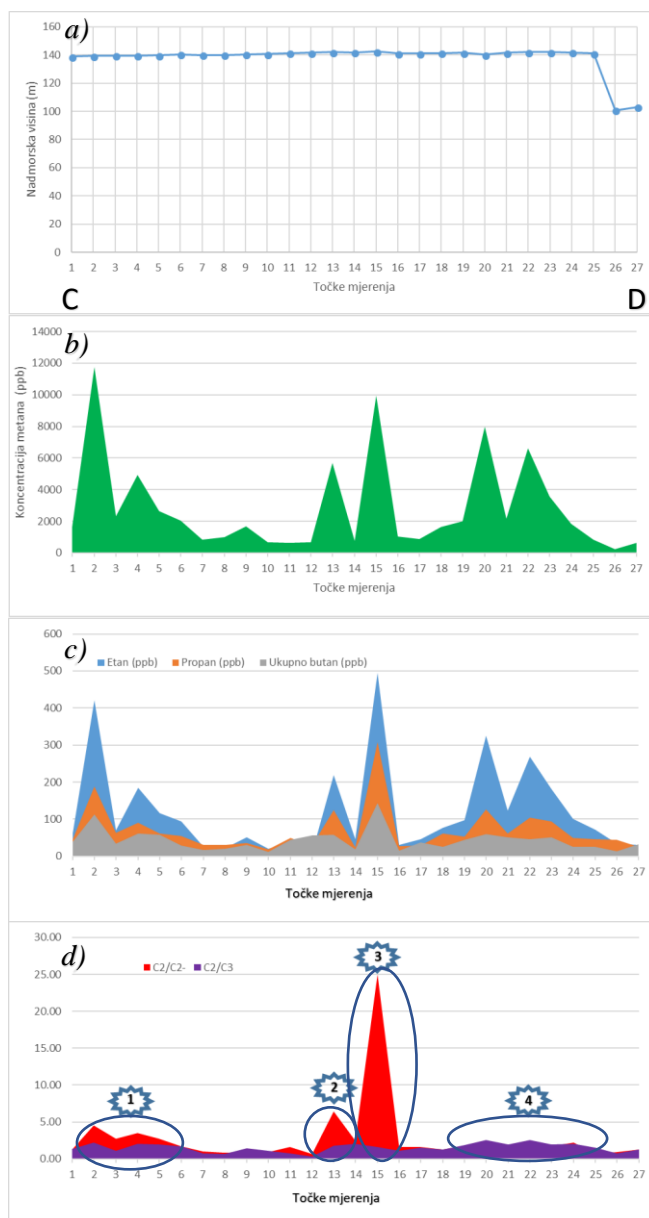 a)
160
140
120
100
80
60
40
20
0
Nadmorska visina (m)
1 2 3 4 5 6 7 8 9 10 11 12 13 14 15 16 17 18 19 20 21 22 23 24 25 26 27
C Točke mjerenja D
b)
14000
12000
10000
8000
6000
4000
2000
0
Koncentracija metana (ppb)
1 2 3 4 5 6 7 8 9 10 11 12 13 14 15 16 17 18 19 20 21 22 23 24 25 26 27
Točke mjerenja
c)
600
500
400
300
200
100
0
Etan (ppb) Propan (ppb) Ukupno butan (ppb)
1 2 3 4 5 6 7 8 9 10 11 12 13 14 15 16 17 18 19 20 21 22 23 24 25 26 27
Točke mjerenja
d)
30.00
25.00
20.00
15.00
10.00
5.00
0.00
C2/C2- C2/C3
3
2
1
4
1 2 3 4 5 6 7 8 9 10 11 12 13 14 15 16 17 18 19 20 21 22 23 24 25 26 27
Točke mjerenja